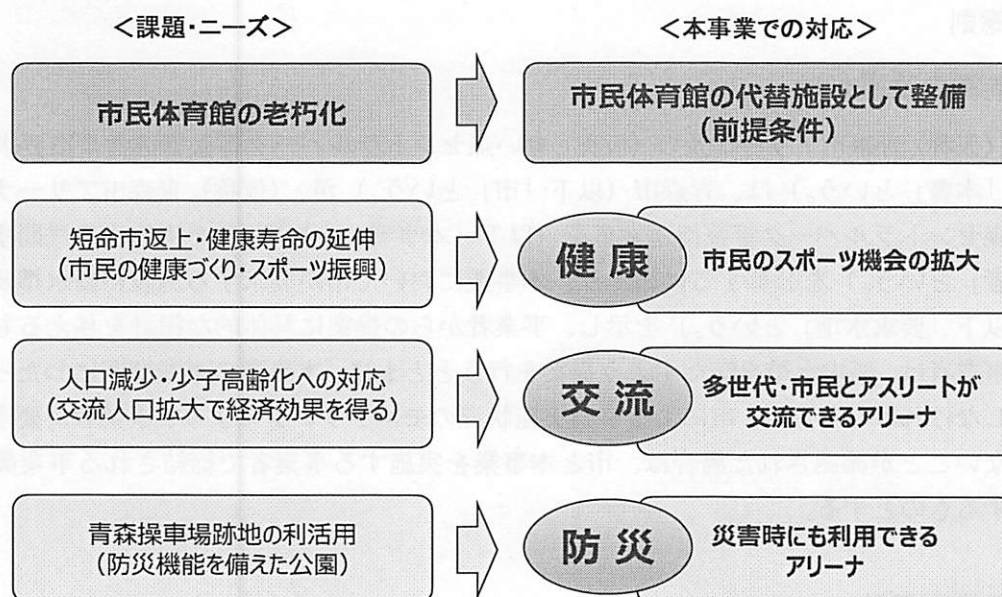 ＜課題・ニーズ＞
＜本事業での対応＞
市民体育館の老朽化
市民体育館の代替施設として整備
（前提条件）
短命市返上・健康寿命の延伸
（市民の健康づくり・スポーツ振興）
健康
市民のスポーツ機会の拡大
人口減少・少子高齢化への対応
（交流人口拡大で経済効果を得る）
交流
多世代・市民とアスリートが
交流できるアリーナ
青森操車場跡地の利活用
（防災機能を備えた公園）
防災
災害時にも利用できる
アリーナ